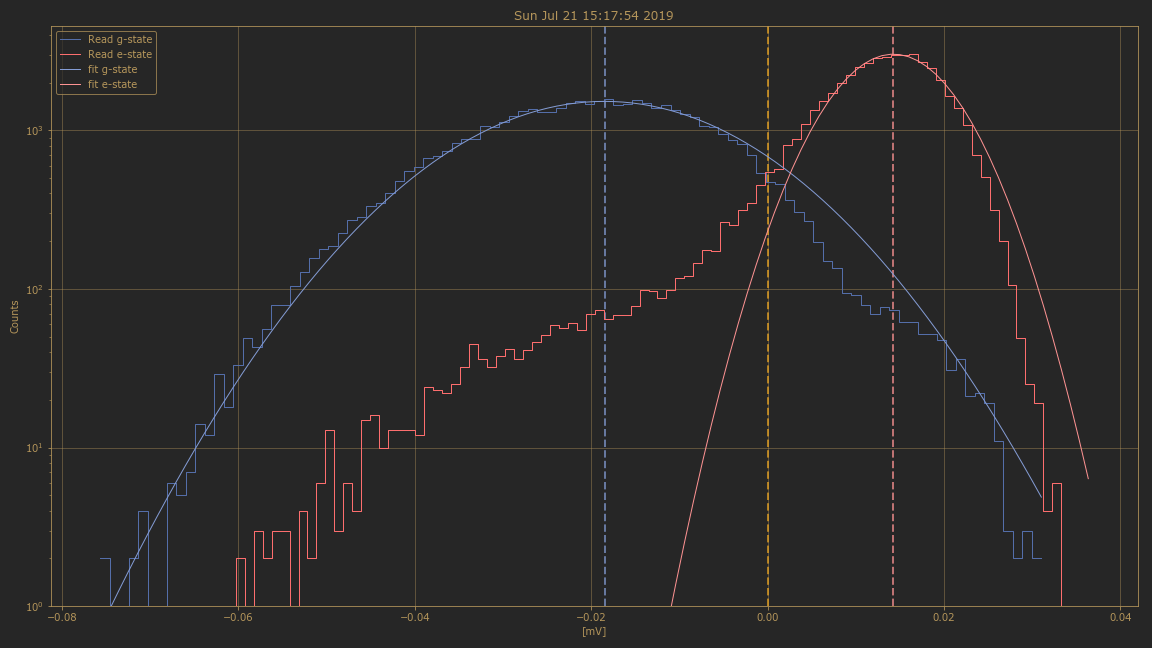 Sun Jul 21 15:17:54 2019
Read g-state
Read e-state
fit g-state
fit e-state
Counts
10³
10²
10¹
10⁰
−0.08 −0.06 −0.04 −0.02 0.00 0.02 0.04
[mV]